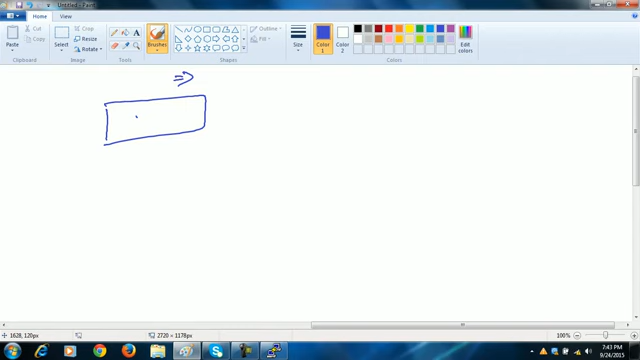 Untitled - Paint
Home View
Paste
Cut
Copy
Select
Crop
Resize
Rotate
Brushes
Outline
Fill
Size
Color 1
Color 2
Edit colors
Clipboard Image Tools Shapes Colors
=>
1628, 120px 2720 × 1178px 100%
7:43 PM
9/24/2015